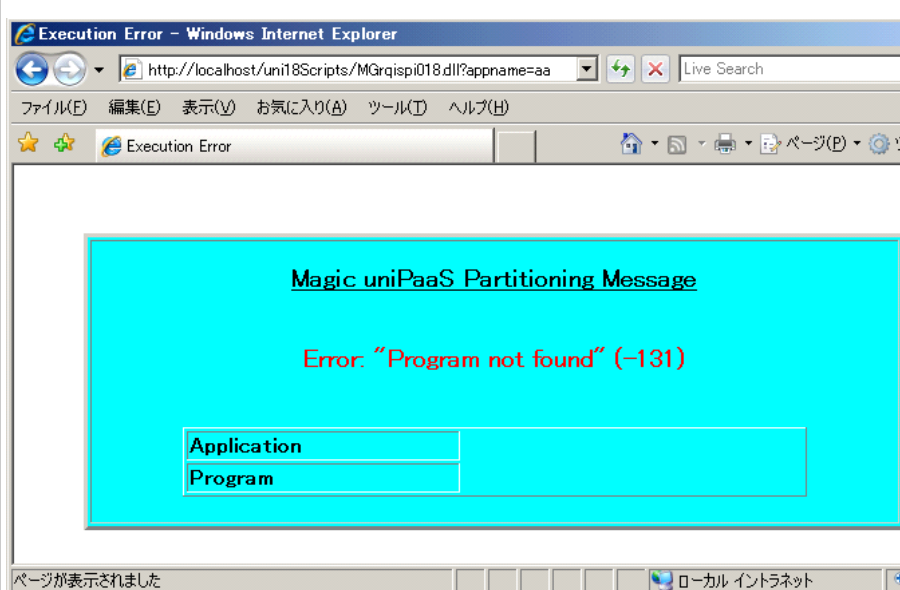 Execution Error - Windows Internet Explorer
http://localhost/uni18Scripts/MGrqispi018.dll?appname=aa
Live Search
ファイル(F) 編集(E) 表示(V) お気に入り(A) ツール(T) ヘルプ(H)
Execution Error
ページ(P)
Magic uniPaaS Partitioning Message
Error: "Program not found" (-131)
Application
Program
ページが表示されました
ローカル イントラネット